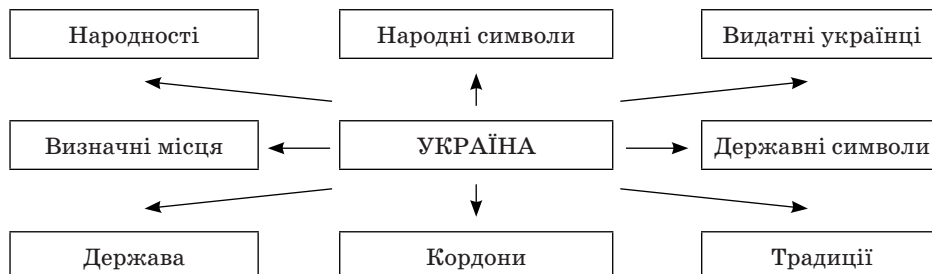 Народності
Народні символи
Видатні українці
Визначні місця
УКРАЇНА
Державні символи
Держава
Кордони
Традиції